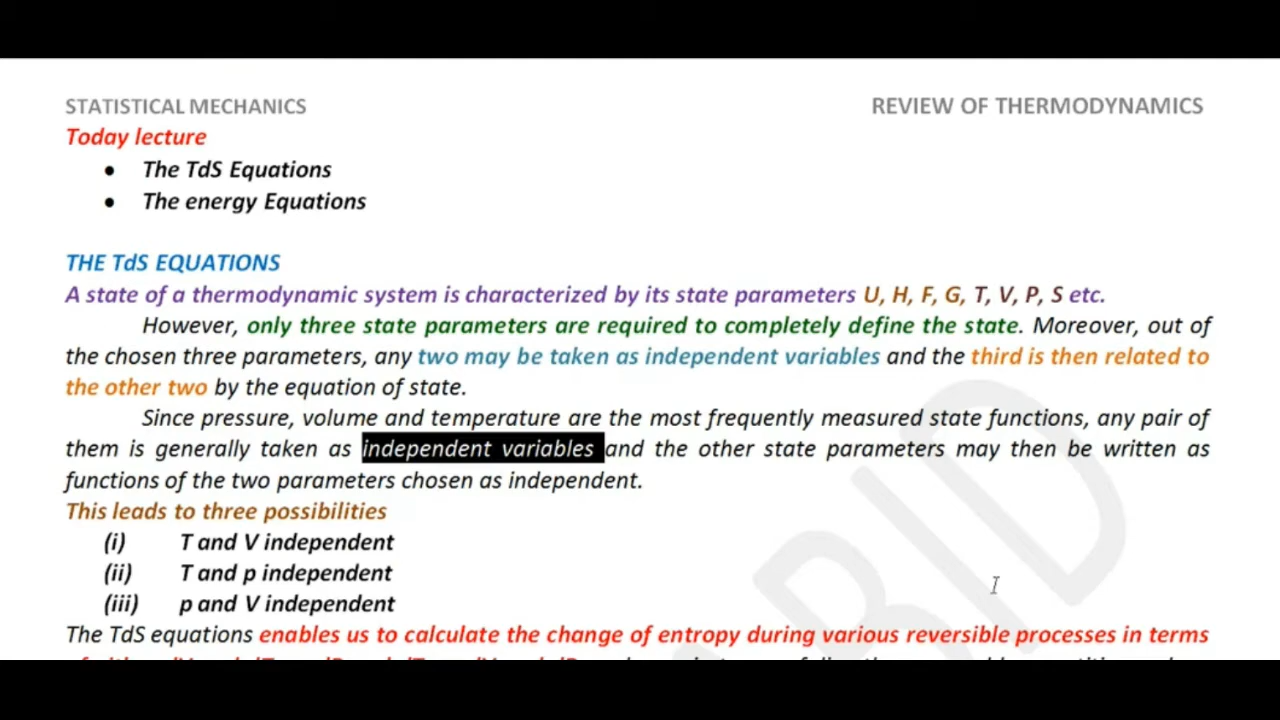 STATISTICAL MECHANICS REVIEW OF THERMODYNAMICS
Today lecture
• The TdS Equations
• The energy Equations
THE TdS EQUATIONS
A state of a thermodynamic system is characterized by its state parameters U, H, F, G, T, V, P, S etc.
However, only three state parameters are required to completely define the state. Moreover, out of
the chosen three parameters, any two may be taken as independent variables and the third is then related to
the other two by the equation of state.
Since pressure, volume and temperature are the most frequently measured state functions, any pair of
them is generally taken as independent variables and the other state parameters may then be written as
functions of the two parameters chosen as independent.
This leads to three possibilities
(i) T and V independent
(ii) T and p independent
(iii) p and V independent
The TdS equations enables us to calculate the change of entropy during various reversible processes in terms